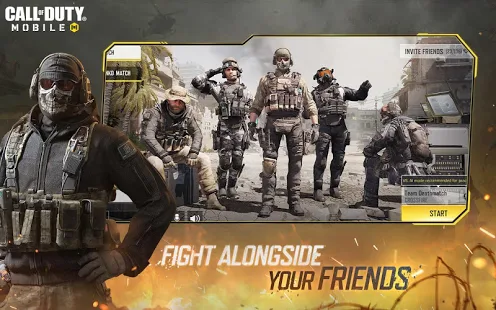 CALL OF DUTY
MOBILE
INVITE FRIENDS
Team Deathmatch
START
FIGHT ALONGSIDE
YOUR FRIENDS